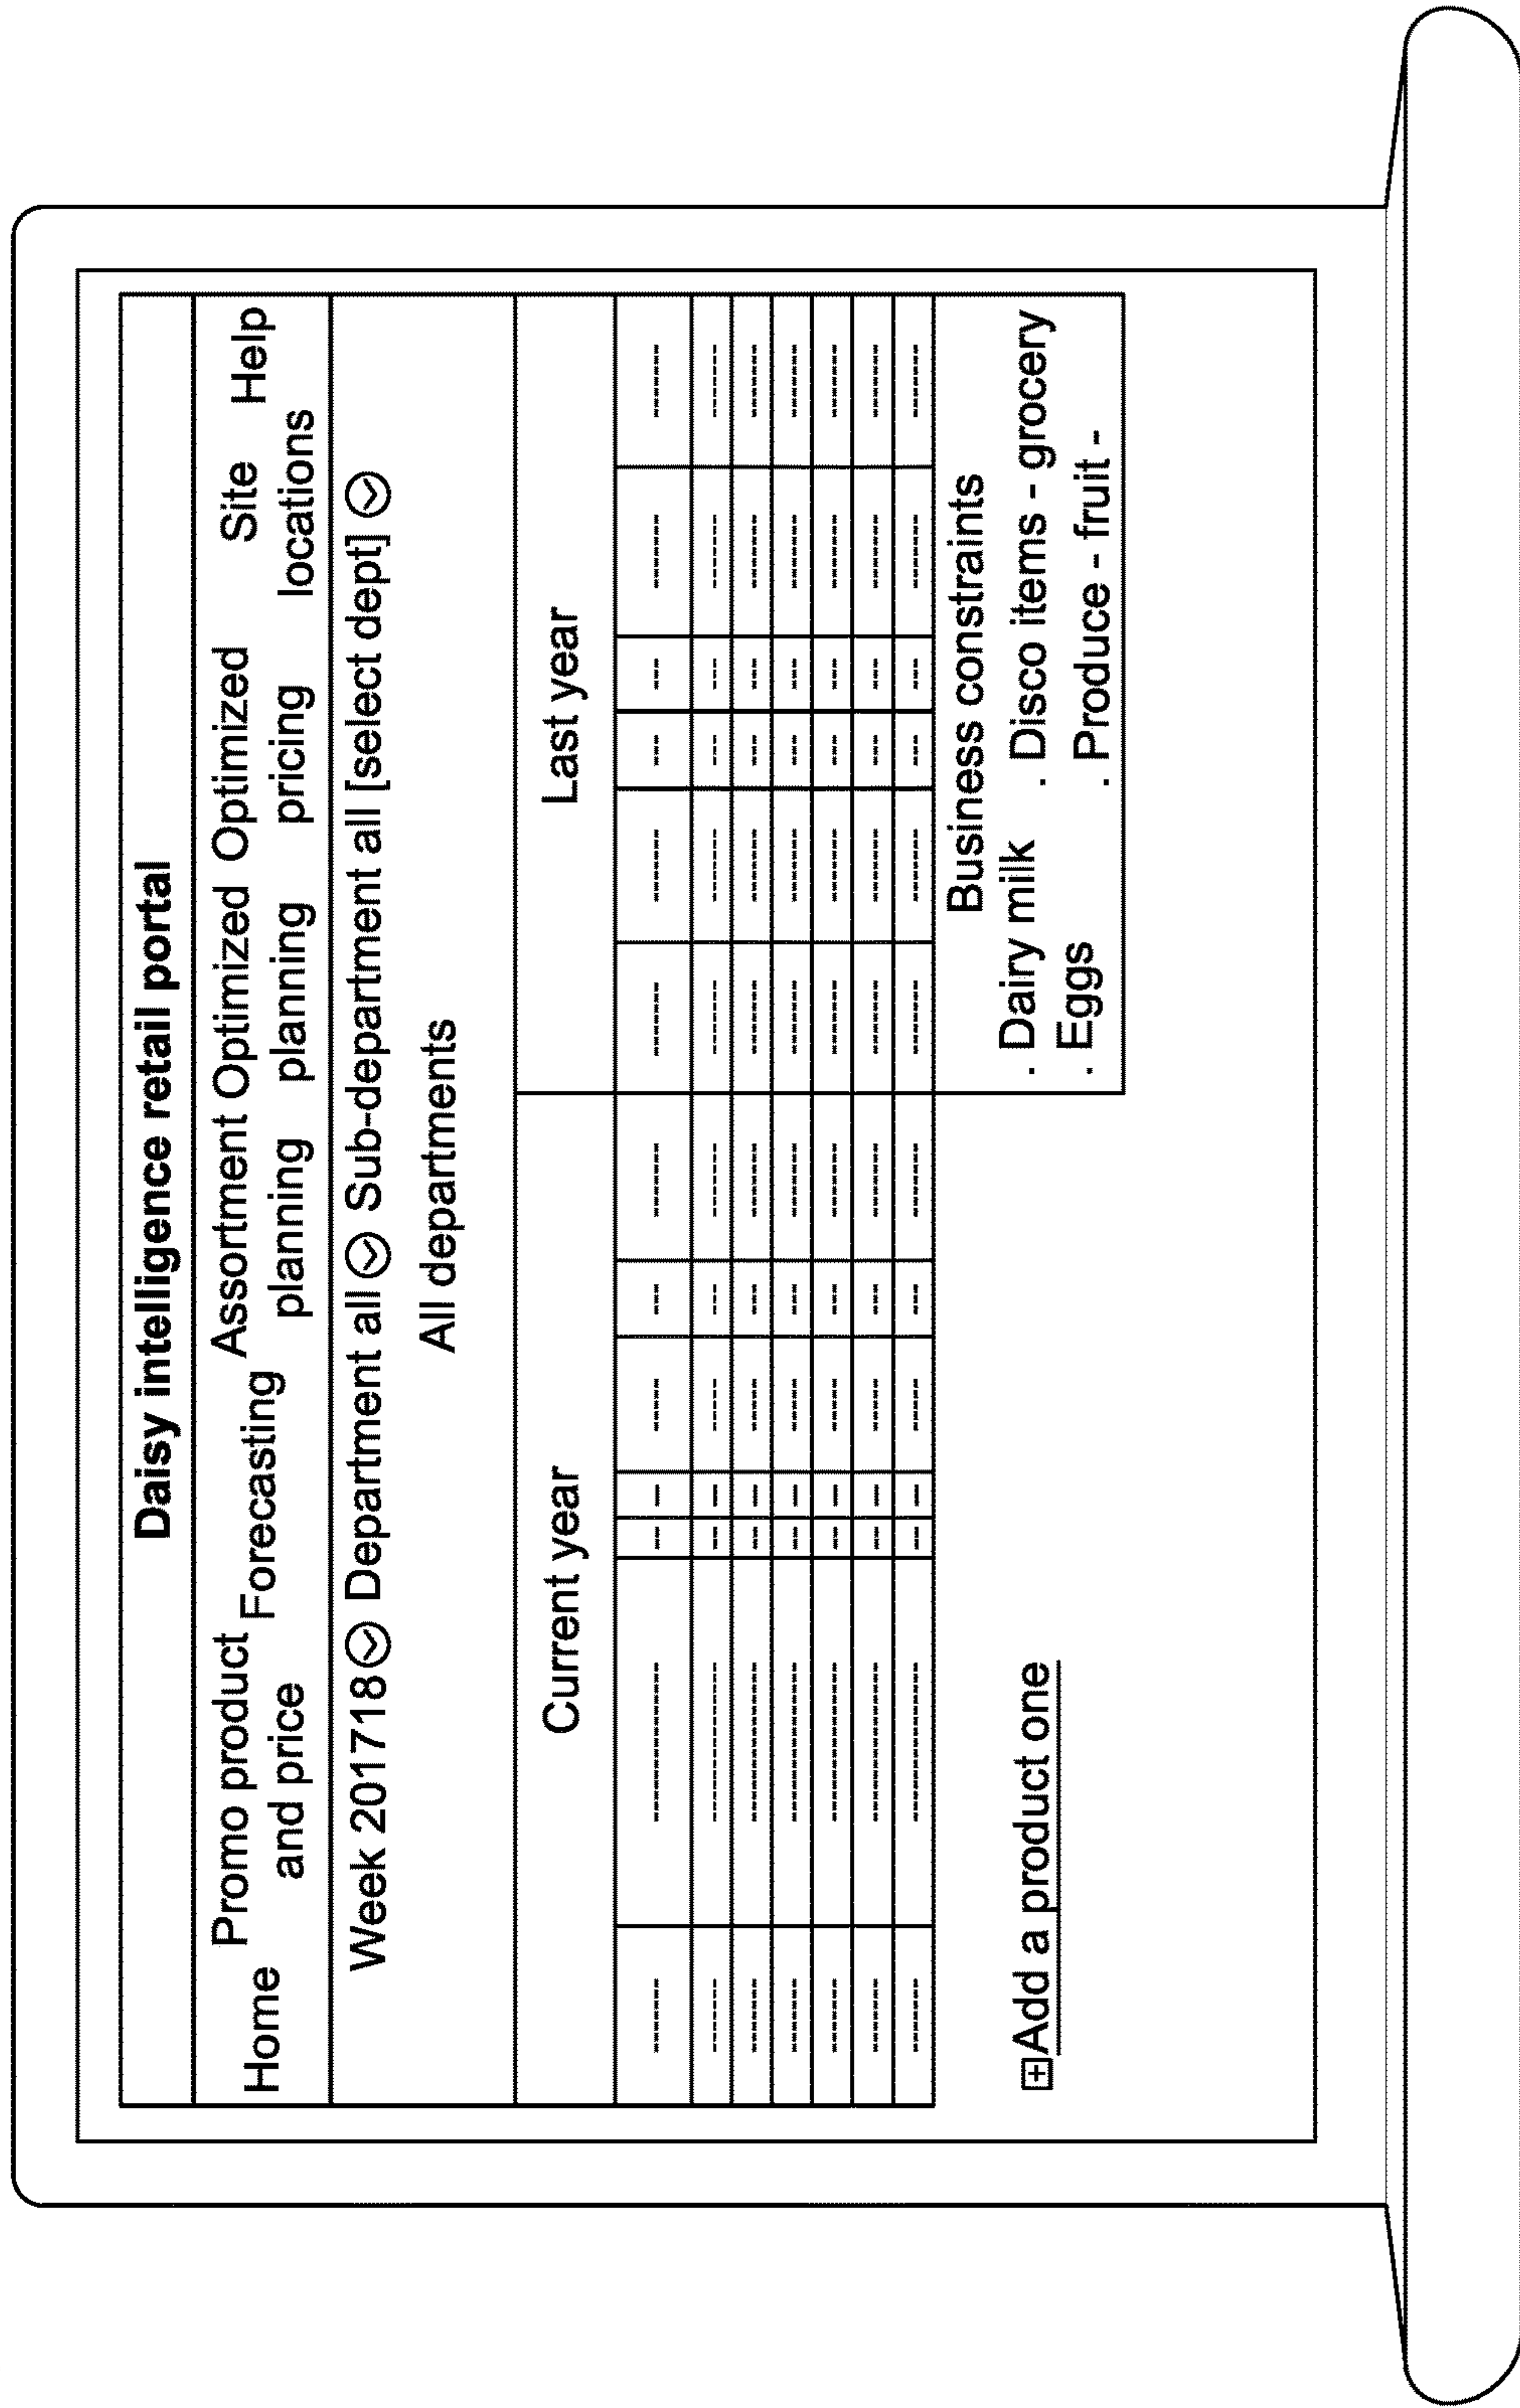 Daisy intelligence retail portal
Home Promo product and price Forecasting Assortment planning Optimized planning Optimized pricing Site locations Help
Week 201718 Department all Sub-department all [select dept]
All departments
Current year Last year
Business constraints
. Dairy milk . Disco items - grocery
. Eggs . Produce - fruit -
+ Add a product one